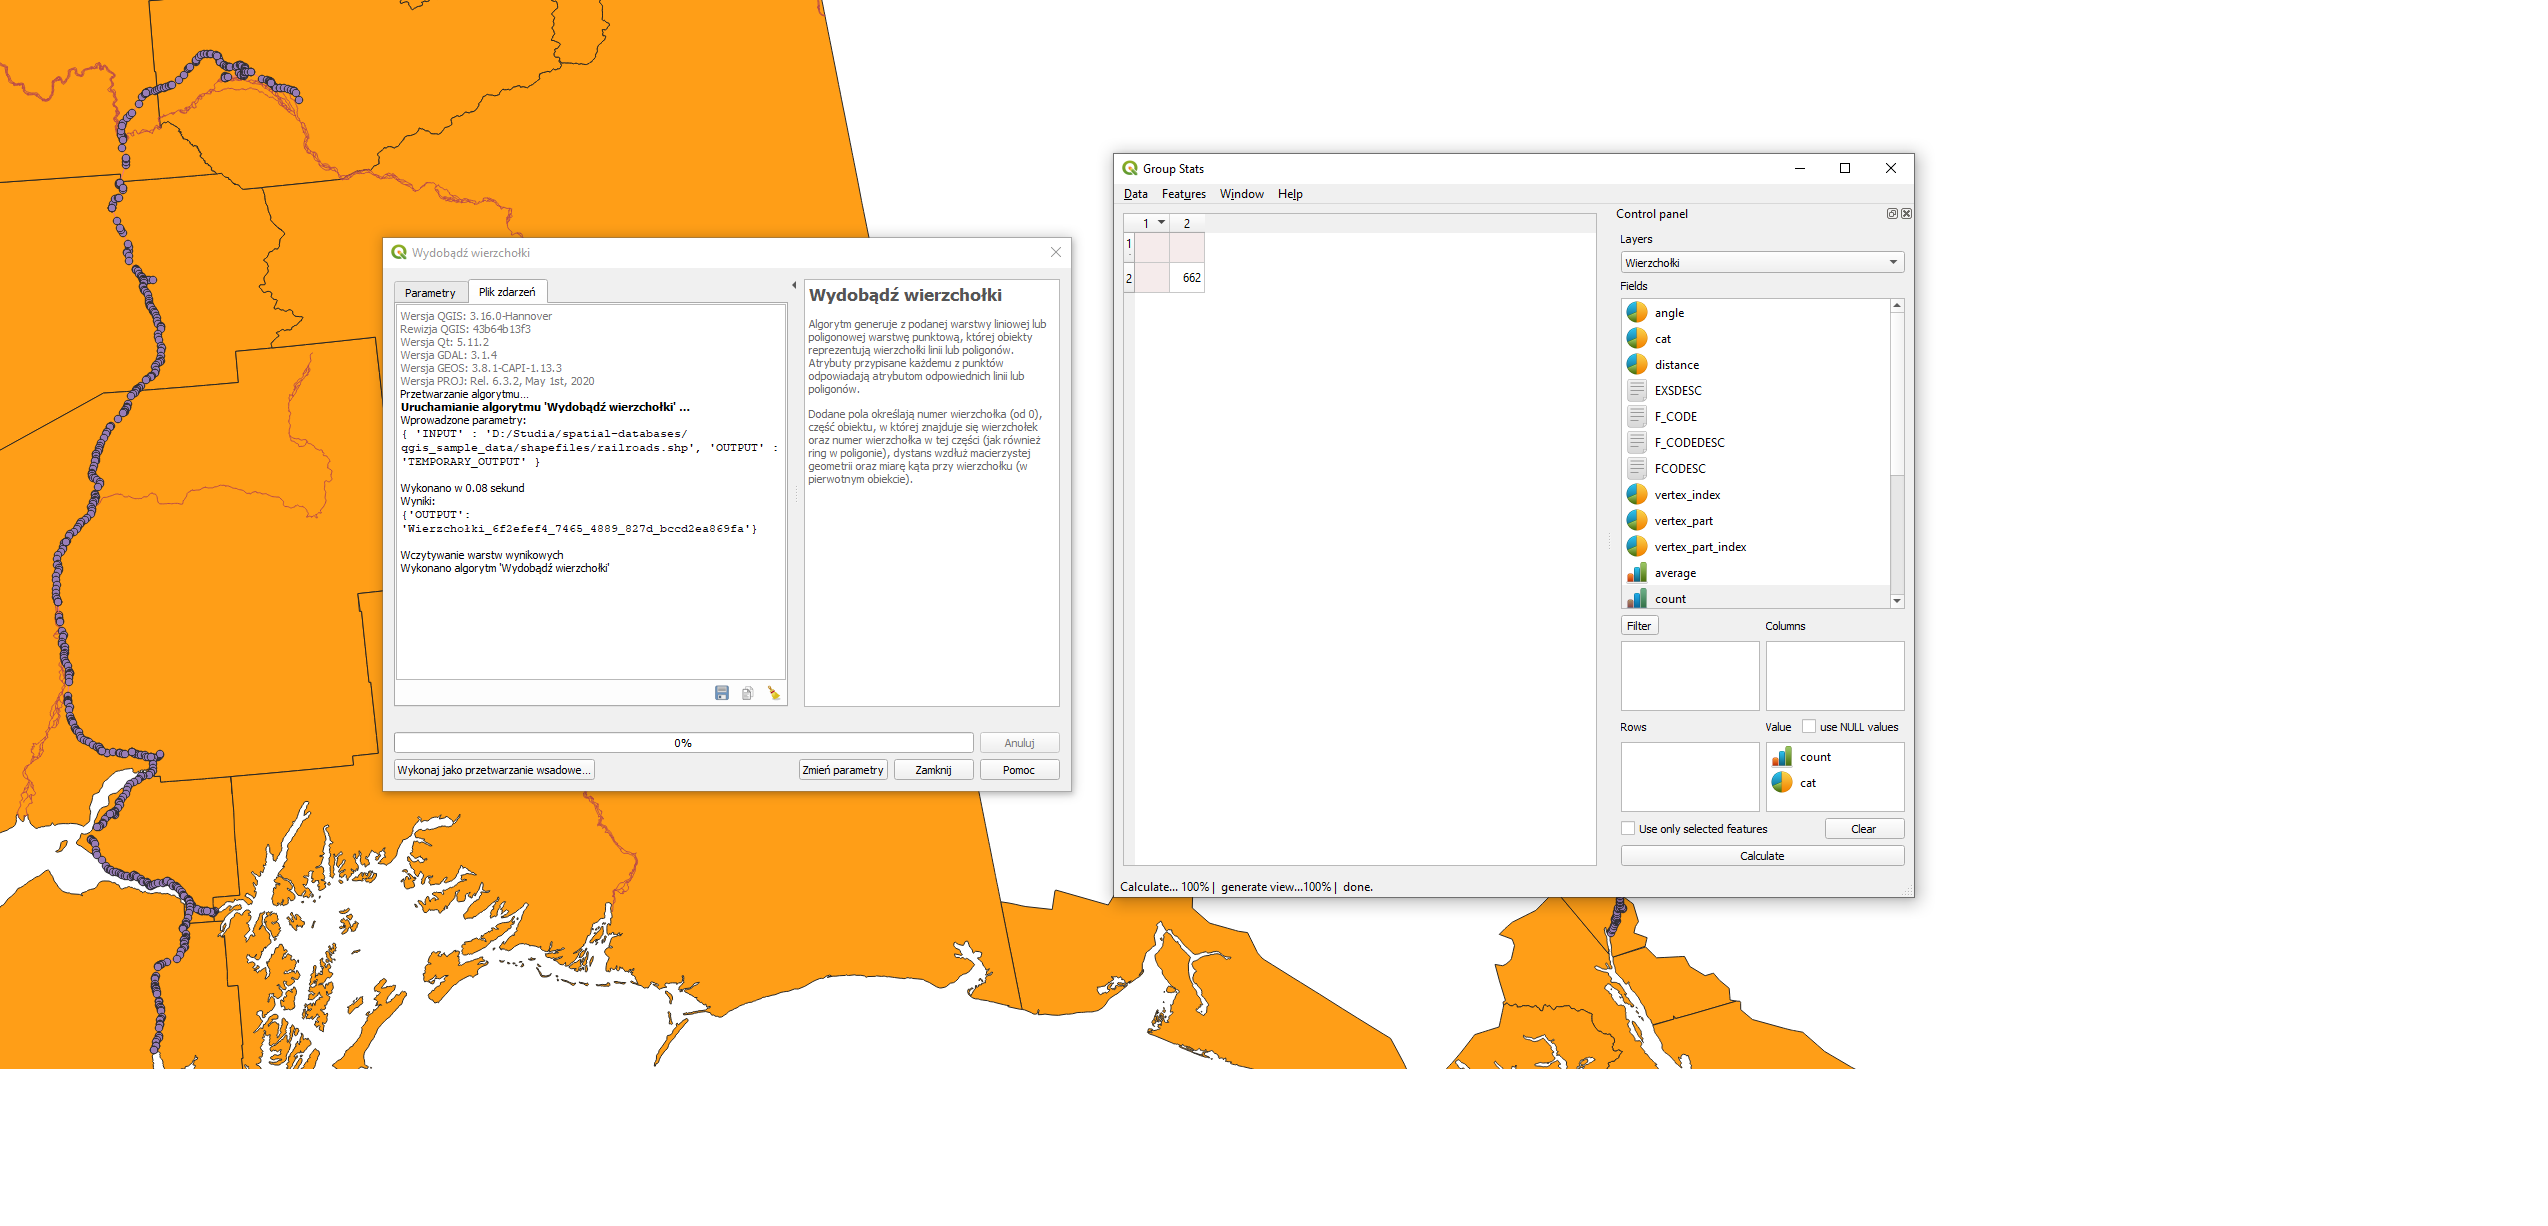 Wydobądź wierzchołki
Parametry
Plik zdarzeń
Wersja QGIS: 3.16.0-Hannover
Rewizja QGIS: 43b64b13f3
Wersja Qt: 5.11.2
Wersja GDAL: 3.1.4
Wersja GEOS: 3.8.1-CAPI-1.13.3
Wersja PROJ: Rel. 6.3.2, May 1st, 2020
Przetwarzanie algorytmu...
Uruchamianie algorytmu 'Wydobądź wierzchołki' ...
Wprowadzone parametry:
{ 'INPUT' : 'D:/Studia/spatial-databases/
qgis_sample_data/shapefiles/railroads.shp', 'OUTPUT' :
'TEMPORARY_OUTPUT' }
Wykonano w 0.08 sekund
Wyniki:
{'OUTPUT':
'Wierzchołki_6f2efef4_7465_4889_827d_bccd2ea869fa'}
Wczytywanie warstw wynikowych
Wykonano algorytm 'Wydobądź wierzchołki'
Wydobądź wierzchołki
Algorytm generuje z podanej warstwy liniowej lub
poligonowej warstwę punktową, której obiekty
reprezentują wierzchołki linii lub poligonów.
Atrybuty przypisane każdemu z punktów
odpowiadają atrybutom odpowiednich linii lub
poligonów.
Dodane pola określają numer wierzchołka (od 0),
część obiektu, w której znajduje się wierzchołek
oraz numer wierzchołka w tej części (jak również
ring w poligonie), dystans wzdłuż macierzystej
geometrii oraz miarę kąta przy wierzchołku (w
pierwotnym obiekcie).
0%
Anuluj
Wykonaj jako przetwarzanie wsadowe...
Zmień parametry
Zamknij
Pomoc
Group Stats
Data Features Window Help
1 2
1
2 662
Control panel
Layers
Wierzchołki
Fields
angle
cat
distance
EXSDESC
F_CODE
F_CODEDESC
FCODESC
vertex_index
vertex_part
vertex_part_index
average
count
Filter
Columns
Rows
Value
use NULL values
count
cat
Use only selected features
Clear
Calculate
Calculate... 100% | generate view...100% | done.